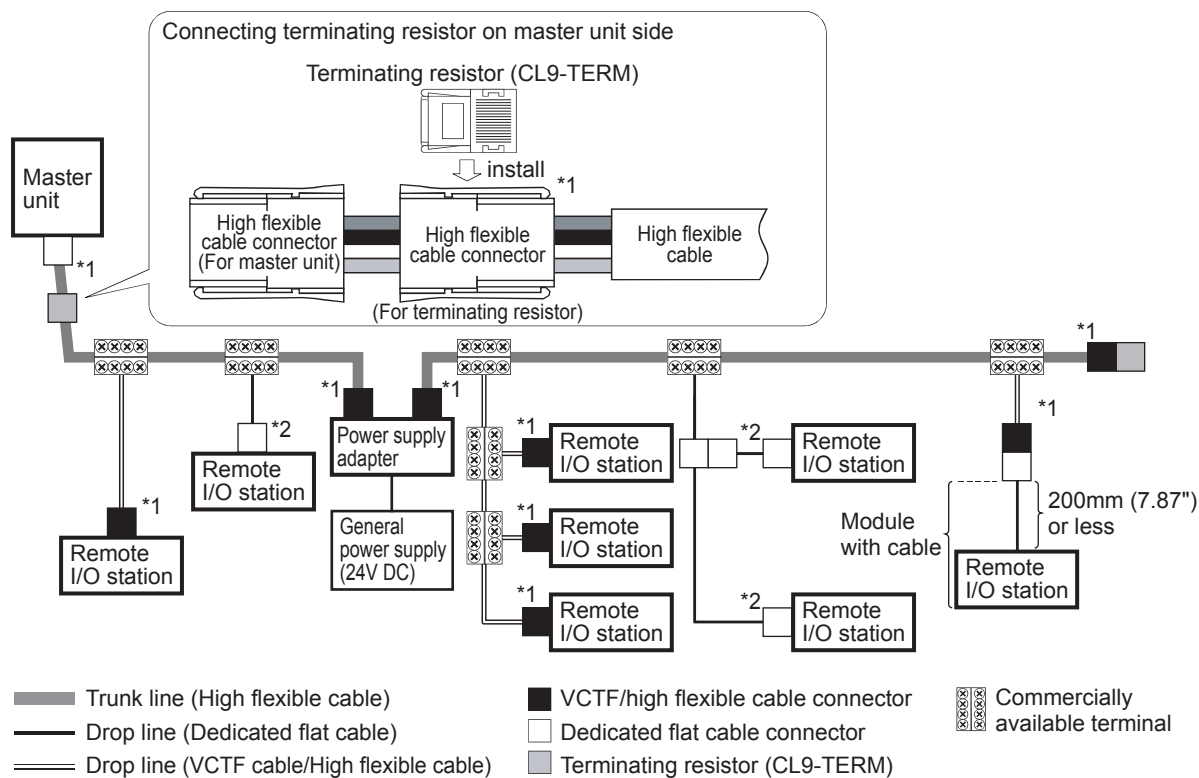 Connecting terminating resistor on master unit side
Terminating resistor (CL9-TERM)
install
*1
Master
unit
*1
High flexible
cable connector
(For master unit)
High flexible
cable connector
High flexible
cable
(For terminating resistor)
*1
*1
*1
*2
Power supply
adapter
Remote
I/O station
*1
Remote
I/O station
General
power supply
(24V DC)
*1
Remote
I/O station
*1
Remote
I/O station
*1
Remote
I/O station
*2
Remote
I/O station
*2
Remote
I/O station
*1
200mm (7.87")
or less
Module
with cable
Remote
I/O station
Trunk line (High flexible cable)
Drop line (Dedicated flat cable)
Drop line (VCTF cable/High flexible cable)
VCTF/high flexible cable connector
Dedicated flat cable connector
Terminating resistor (CL9-TERM)
Commercially
available terminal